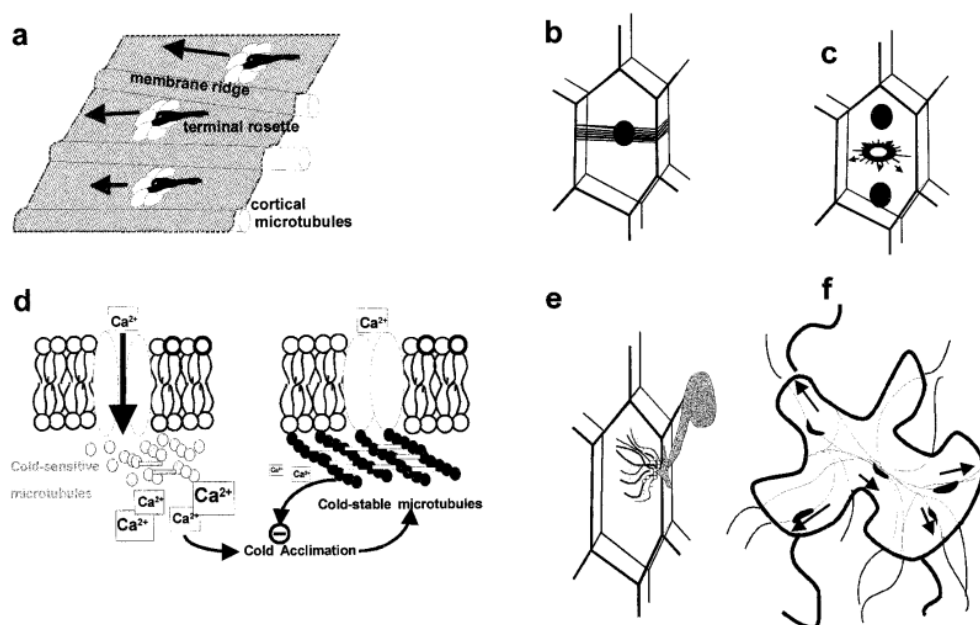 a
membrane ridge
terminal rosette
cortical
microtubules
b
c
d
Ca²⁺
Cold-sensitive
microtubules
Ca²⁺
Ca²⁺
Ca²⁺
Ca²⁺
Ca²⁺
Ca²⁺
Ca²⁺
Cold-stable microtubules
Cold Acclimation
e
f